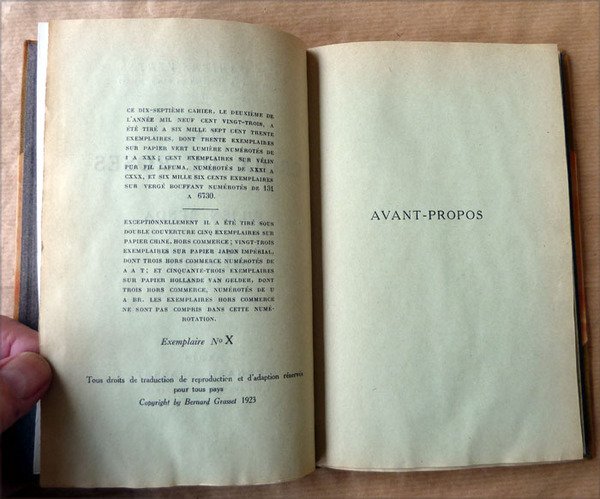 CE DIX-SEPTIÈME CAHIER, LE DEUXIÈME DE
L'ANNÉE MIL NEUF CENT VINGT-TROIS, A
ÉTÉ TIRÉ A SIX MILLE SEPT CENT TRENTE
EXEMPLAIRES, DONT TRENTE EXEMPLAIRES
SUR PAPIER VERT LUMIÈRE NUMÉROTÉS DE
I A XXX; CENT EXEMPLAIRES SUR VÉLIN
PUR FIL LAFUMA, NUMÉROTÉS DE XXXI A
CXXX, ET SIX MILLE SIX CENTS EXEMPLAIRES
SUR VERGÉ BOUFFANT NUMÉROTÉS DE 131
A 6730.
EXCEPTIONNELLEMENT IL A ÉTÉ TIRÉ SOUS
DOUBLE COUVERTURE CINQ EXEMPLAIRES SUR
PAPIER CHINE, HORS COMMERCE; VINGT-TROIS
EXEMPLAIRES SUR PAPIER JAPON IMPÉRIAL,
DONT TROIS HORS COMMERCE NUMÉROTÉS DE
A A T; ET CINQUANTE-TROIS EXEMPLAIRES
SUR PAPIER HOLLANDE VAN GELDER, DONT
TROIS HORS COMMERCE, NUMÉROTÉS DE U
A BR. LES EXEMPLAIRES HORS COMMERCE
NE SONT PAS COMPRIS DANS CETTE NUMÉ-
ROTATION.
Exemplaire No X
Tous droits de traduction de reproduction et d'adaption réservés
pour tous pays
Copyright by Bernard Grasset 1923
AVANT-PROPOS